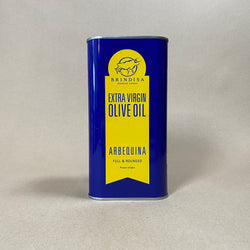 BRINDISA
EXTRA VIRGIN
OLIVE OIL
ARBEQUINA
FULL & ROUNDED